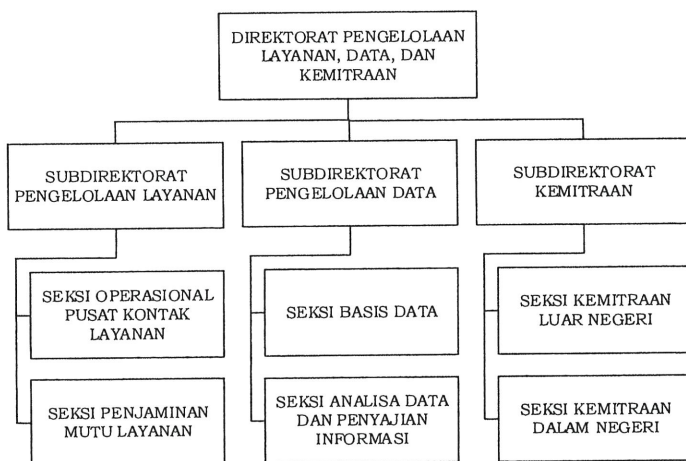 DIREKTORAT PENGELOLAAN
LAYANAN, DATA, DAN
KEMITRAAN
SUBDIREKTORAT
PENGELOLAAN LAYANAN
SUBDIREKTORAT
PENGELOLAAN DATA
SUBDIREKTORAT
KEMITRAAN
SEKSI OPERASIONAL
PUSAT KONTAK
LAYANAN
SEKSI BASIS DATA
SEKSI KEMITRAAN
LUAR NEGERI
SEKSI PENJAMINAN
MUTU LAYANAN
SEKSI ANALISA DATA
DAN PENYAJIAN
INFORMASI
SEKSI KEMITRAAN
DALAM NEGERI